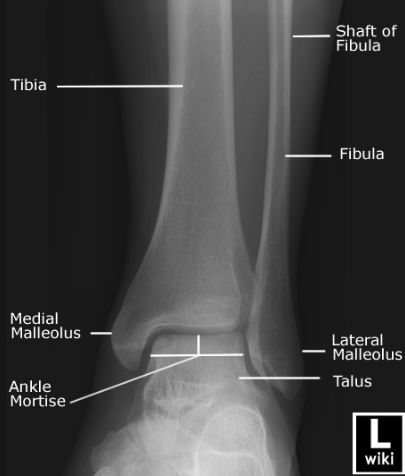 Shaft of
Fibula
Tibia
Fibula
Medial
Malleolus
Lateral
Malleolus
Talus
Ankle
Mortise
L
wiki